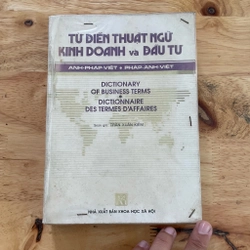 TỪ ĐIỂN THUẬT NGỮ
KINH DOANH và ĐẦU TƯ
ANH-PHÁP-VIỆT & PHÁP-ANH-VIỆT
DICTIONARY
OF BUSINESS TERMS
DICTIONNAIRE
DES TERMES D'AFFAIRES
NHÀ XUẤT BẢN KHOA HỌC XÃ HỘI